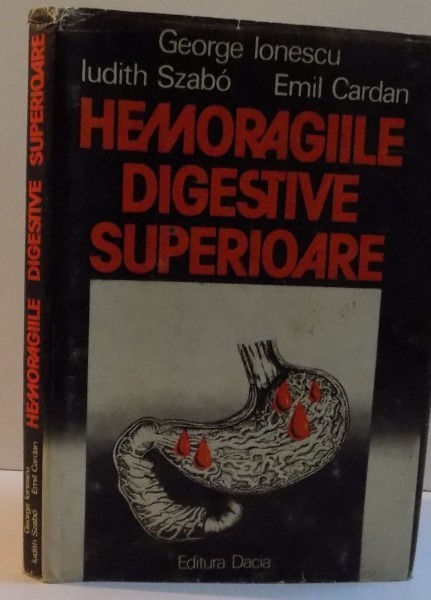 George Ionescu
Iudith Szabó Emil Cardan
HEMORAGIILE
DIGESTIVE
SUPERIOARE
Editura Dacia
George Ionescu
Iudith Szabó Emil Cardan
HEMORAGIILE DIGESTIVE SUPERIOARE